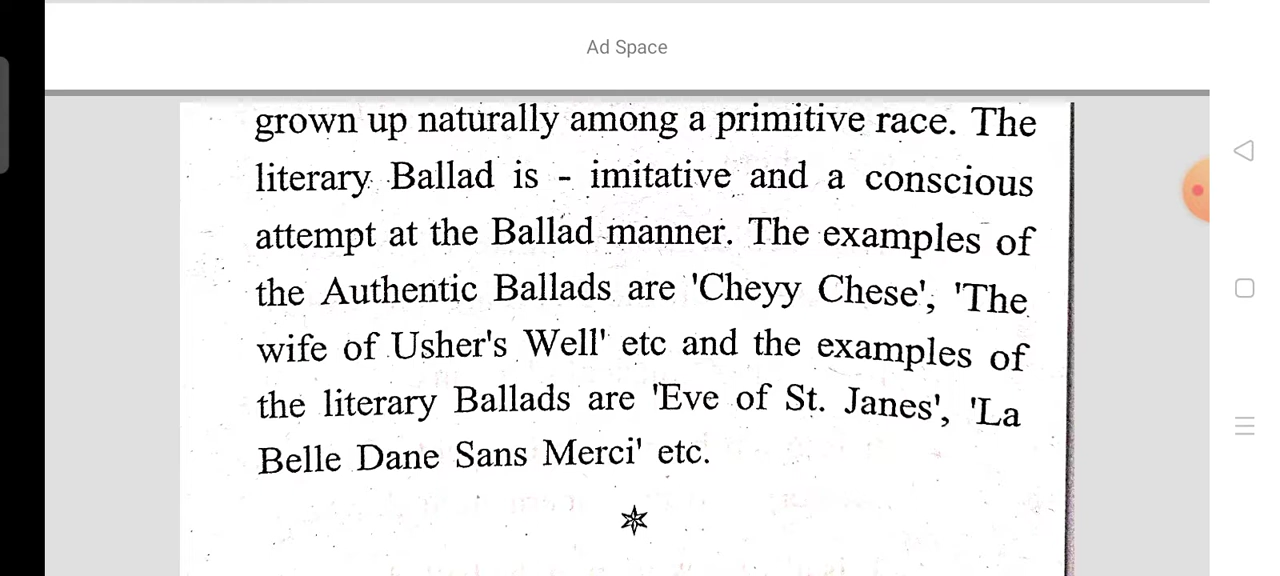 Ad Space
grown up naturally among a primitive race. The
literary Ballad is - imitative and a conscious
attempt at the Ballad manner. The examples of
the Authentic Ballads are 'Cheyy Chese', 'The
wife of Usher's Well' etc and the examples of
the literary Ballads are 'Eve of St. Janes', 'La
Belle Dane Sans Merci' etc.